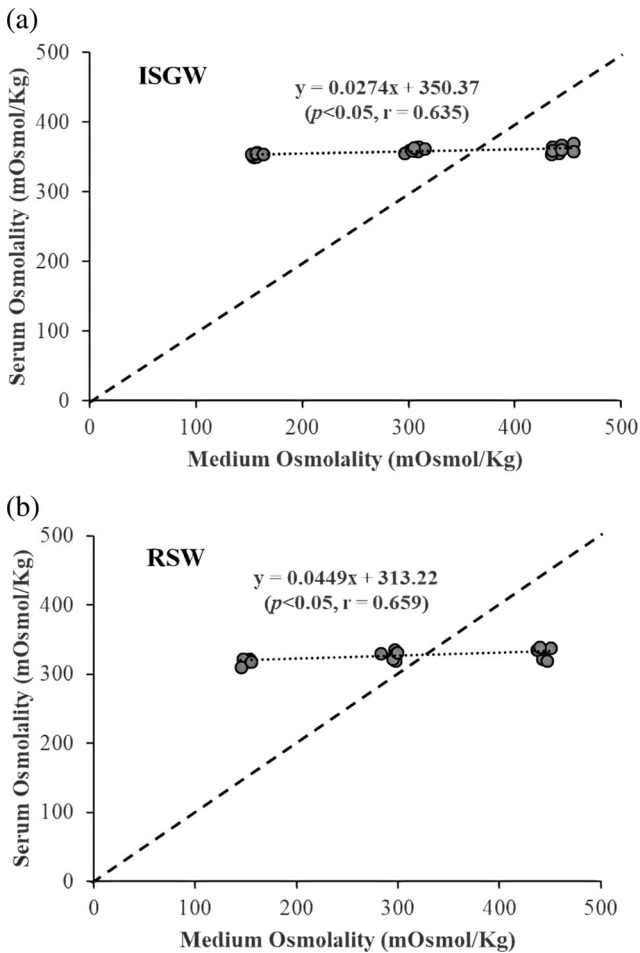 (a)
ISGW
y = 0.0274x + 350.37
(p<0.05, r = 0.635)
Serum Osmolality (mOsmol/Kg)
500
400
300
200
100
0
0 100 200 300 400 500
Medium Osmolality (mOsmol/Kg)
(b)
RSW
y = 0.0449x + 313.22
(p<0.05, r = 0.659)
Serum Osmolality (mOsmol/Kg)
500
400
300
200
100
0
0 100 200 300 400 500
Medium Osmolality (mOsmol/Kg)